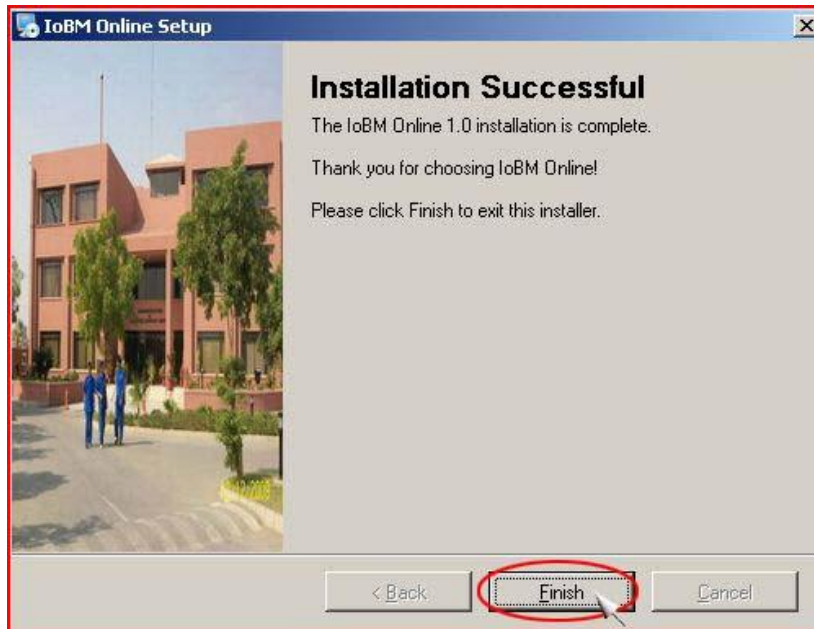 IoBM Online Setup
Installation Successful
The IoBM Online 1.0 installation is complete.
Thank you for choosing IoBM Online!
Please click Finish to exit this installer.
< Back
Finish
Cancel